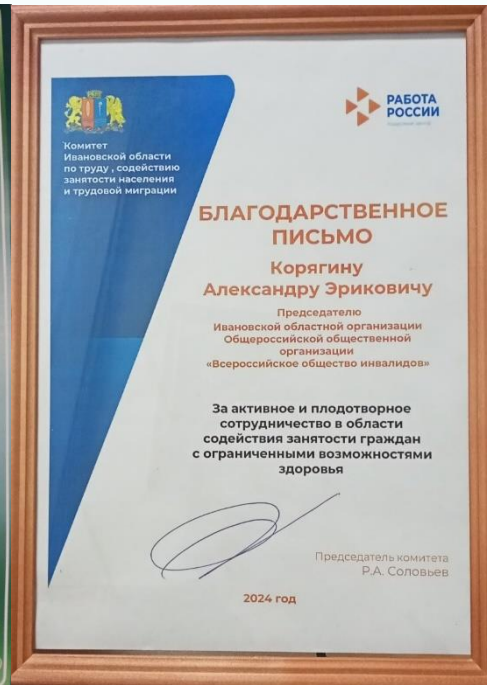 Комитет
Ивановской области
по труду , содействию
занятости населения
и трудовой миграции
РАБОТА
РОССИИ
БЛАГОДАРСТВЕННОЕ
ПИСЬМО
Корягину
Александру Эриковичу
Председателю
Ивановской областной организации
Общероссийской общественной
организации
«Всероссийское общество инвалидов»
За активное и плодотворное
сотрудничество в области
содействия занятости граждан
с ограниченными возможностями
здоровья
Председатель комитета
Р.А. Соловьев
2024 год